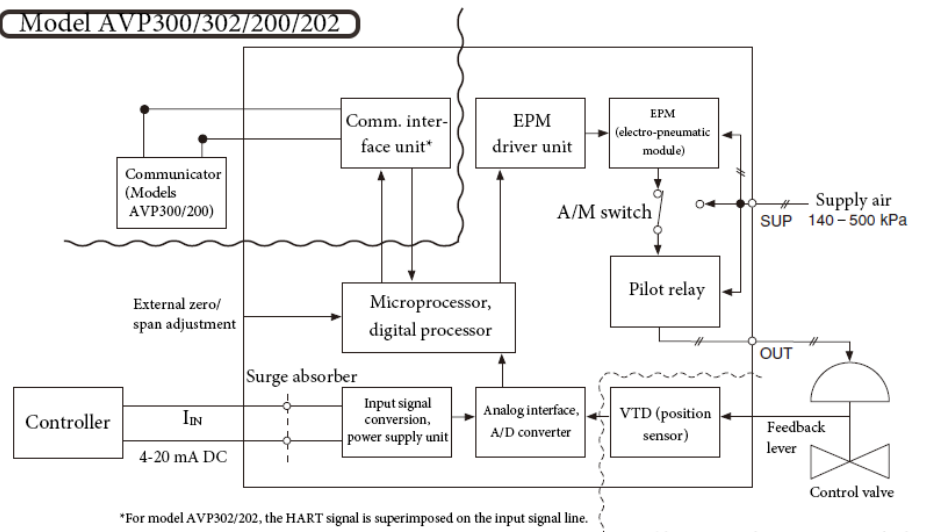 Model AVP300/302/200/202
Comm. inter-
face unit*
EPM
driver unit
EPM
(electro-pneumatic
module)
Communicator
(Models
AVP300/200)
A/M switch
SUP
Supply air
140 – 500 kPa
Pilot relay
External zero/
span adjustment
Microprocessor,
digital processor
OUT
Surge absorber
Controller
IIN
4-20 mA DC
Input signal
conversion,
power supply unit
Analog interface,
A/D converter
VTD (position
sensor)
Feedback
lever
Control valve
*For model AVP302/202, the HART signal is superimposed on the input signal line.